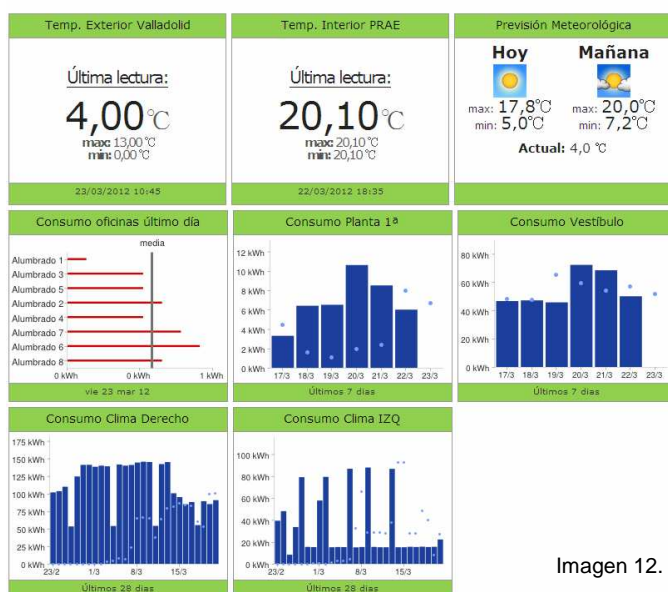 Temp. Exterior Valladolid
Última lectura:
4,00°C
max: 13,00 °C
min: 0,00 °C
23/03/2012 10:45
Temp. Interior PRAE
Última lectura:
20,10°C
max: 20,10 °C
min: 20,10 °C
22/03/2012 18:35
Previsión Meteorológica
Hoy Mañana
max: 17,8°C max: 20,0°C
min: 5,0°C min: 7,2°C
Actual: 4,0 °C
Consumo oficinas último día
media
Alumbrado 1
Alumbrado 3
Alumbrado 5
Alumbrado 2
Alumbrado 4
Alumbrado 7
Alumbrado 6
Alumbrado 8
0 kWh 0 kWh 1 kWh
vie 23 mar 12
Consumo Planta 1ª
12 kWh
10 kWh
8 kWh
6 kWh
4 kWh
2 kWh
0 kWh
17/3 18/3 19/3 20/3 21/3 22/3 23/3
Últimos 7 dias
Consumo Vestíbulo
80 kWh
60 kWh
40 kWh
20 kWh
0 kWh
17/3 18/3 19/3 20/3 21/3 22/3 23/3
Últimos 7 dias
Consumo Clima Derecho
175 kWh
150 kWh
125 kWh
100 kWh
75 kWh
50 kWh
25 kWh
0 kWh
23/2 1/3 8/3 15/3
Últimos 28 dias
Consumo Clima IZQ
100 kWh
80 kWh
60 kWh
40 kWh
20 kWh
0 kWh
23/2 1/3 8/3 15/3
Últimos 28 dias
Imagen 12.